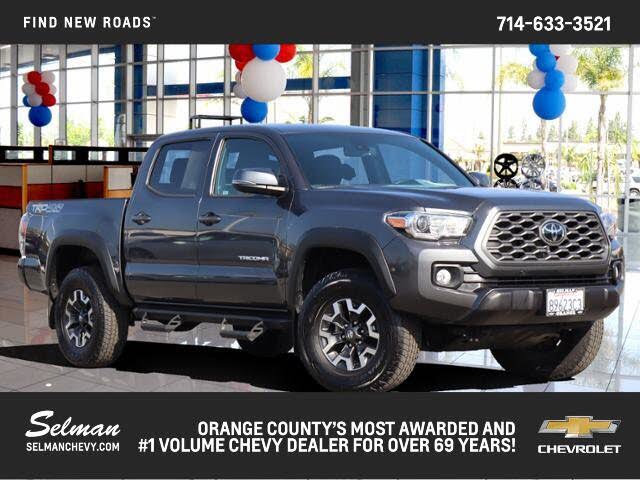 FIND NEW ROADS™
714-633-3521
TRD
TACOMA
Selman
SELMANCHEVY.COM
ORANGE COUNTY'S MOST AWARDED AND
#1 VOLUME CHEVY DEALER FOR OVER 69 YEARS!
CHEVROLET